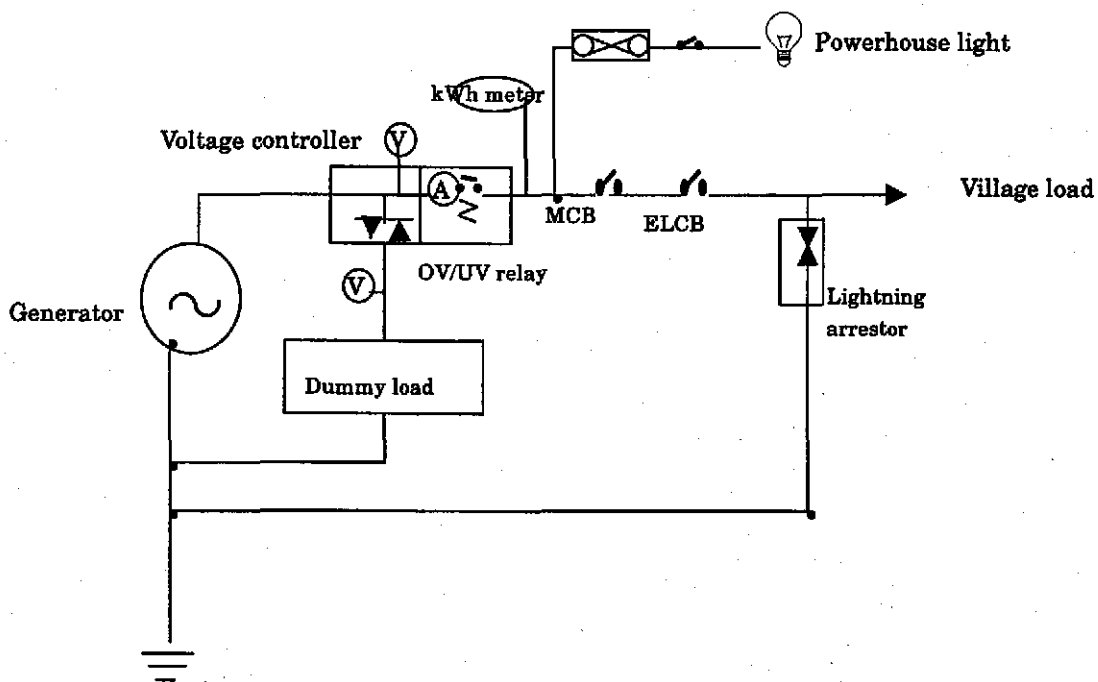 Powerhouse light
kWh meter
Voltage controller
V
A
Village load
MCB
ELCB
OV/UV relay
V
Generator
Lightning
arrestor
Dummy load